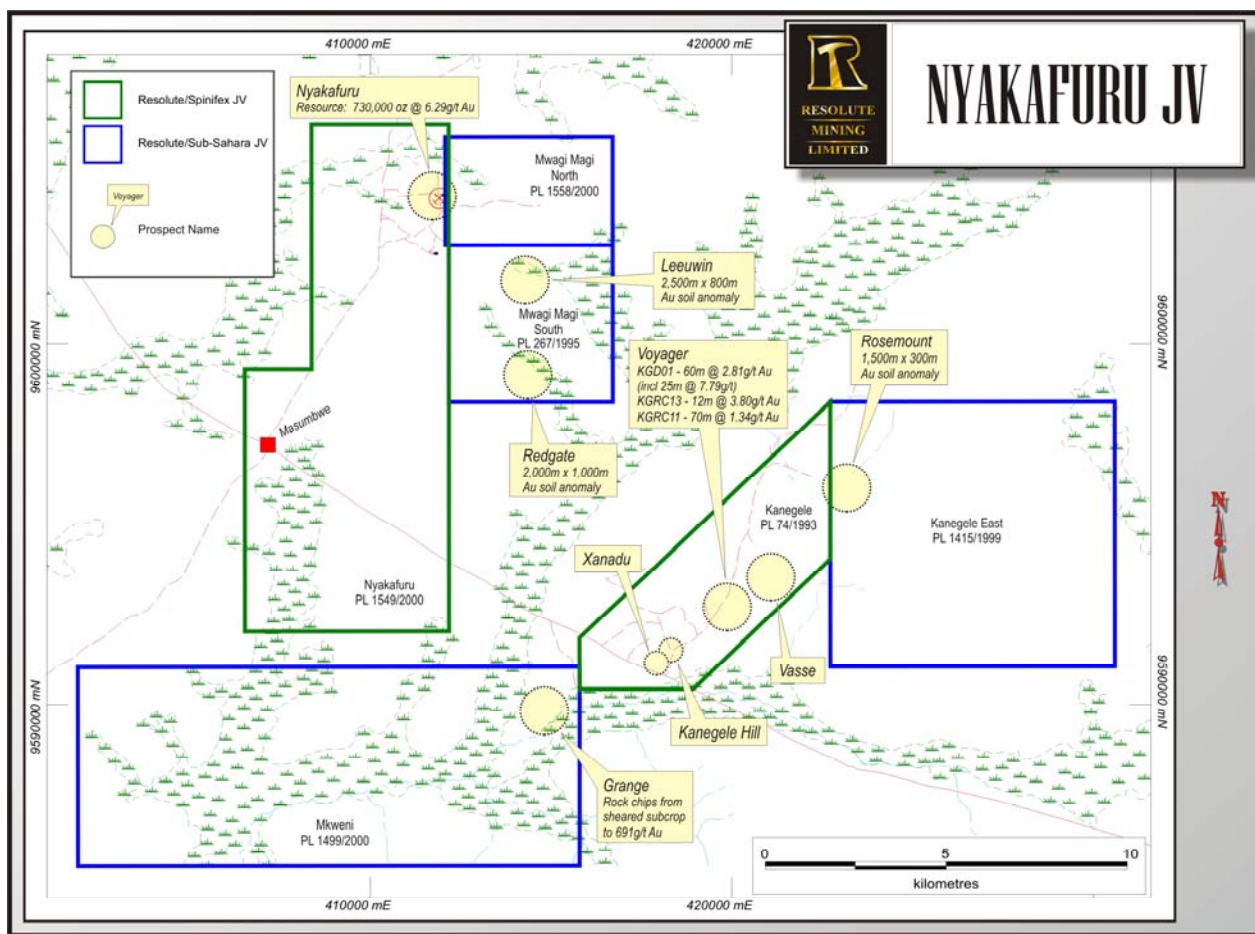 410000 mE
420000 mE
RESOLUTE
MINING
LIMITED
NYAKAFURU JV
Resolute/Spinifex JV
Resolute/Sub-Sahara JV
Voyager
Prospect Name
Nyakafuru
Resource: 730,000 oz @ 6.29g/t Au
Mwagi Magi
North
PL 1558/2000
Leeuwin
2,500m x 800m
Au soil anomaly
Mwagi Magi
South
PL 267/1995
9600000 mN
9600000 mN
Voyager
KGD01 - 60m @ 2.81g/t Au
(incl 25m @ 7.79g/t)
KGRC13 - 12m @ 3.80g/t Au
KGRC11 - 70m @ 1.34g/t Au
Rosemount
1,500m x 300m
Au soil anomaly
Masumbwe
Redgate
2,000m x 1,000m
Au soil anomaly
Kanegele
PL 74/1993
Kanegele East
PL 1415/1999
N
Xanadu
Nyakafuru
PL 1549/2000
Vasse
Kanegele Hill
9590000 mN
9590000 mN
Grange
Rock chips from
sheared subcrop
to 691g/t Au
Mkweni
PL 1499/2000
0 5 10
kilometres
410000 mE
420000 mE